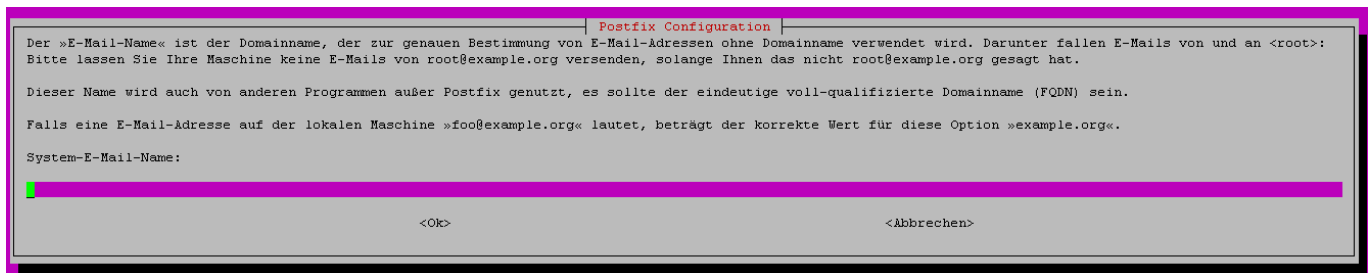 Postfix Configuration
Der »E-Mail-Name« ist der Domainname, der zur genauen Bestimmung von E-Mail-Adressen ohne Domainname verwendet wird. Darunter fallen E-Mails von und an <root>:
Bitte lassen Sie Ihre Maschine keine E-Mails von root@example.org versenden, solange Ihnen das nicht root@example.org gesagt hat.
Dieser Name wird auch von anderen Programmen außer Postfix genutzt, es sollte der eindeutige voll-qualifizierte Domainname (FQDN) sein.
Falls eine E-Mail-Adresse auf der lokalen Maschine »foo@example.org« lautet, beträgt der korrekte Wert für diese Option »example.org«.
System-E-Mail-Name:
<Ok> <Abbrechen>